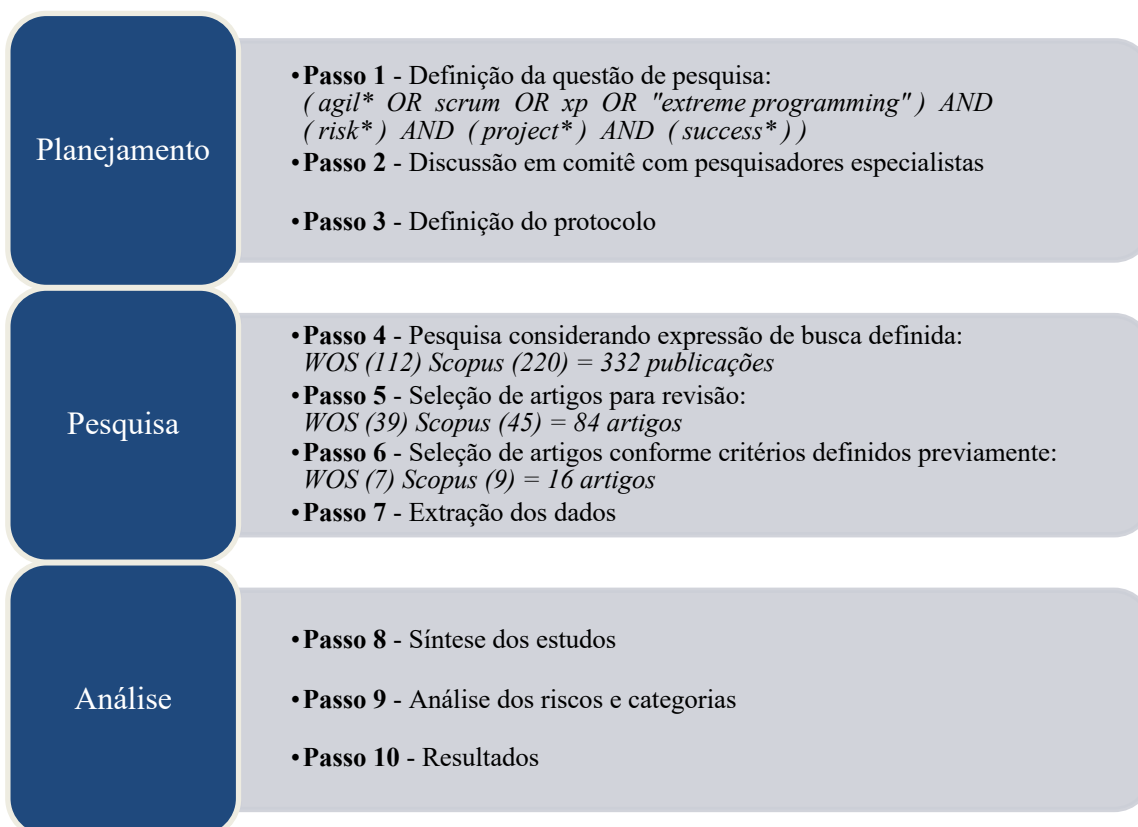 Planejamento
•Passo 1 - Definição da questão de pesquisa:
( agil* OR scrum OR xp OR "extreme programming" ) AND
( risk* ) AND ( project* ) AND ( success* ) )
•Passo 2 - Discussão em comitê com pesquisadores especialistas
•Passo 3 - Definição do protocolo
Pesquisa
•Passo 4 - Pesquisa considerando expressão de busca definida:
WOS (112) Scopus (220) = 332 publicações
•Passo 5 - Seleção de artigos para revisão:
WOS (39) Scopus (45) = 84 artigos
•Passo 6 - Seleção de artigos conforme critérios definidos previamente:
WOS (7) Scopus (9) = 16 artigos
•Passo 7 - Extração dos dados
Análise
•Passo 8 - Síntese dos estudos
•Passo 9 - Análise dos riscos e categorias
•Passo 10 - Resultados